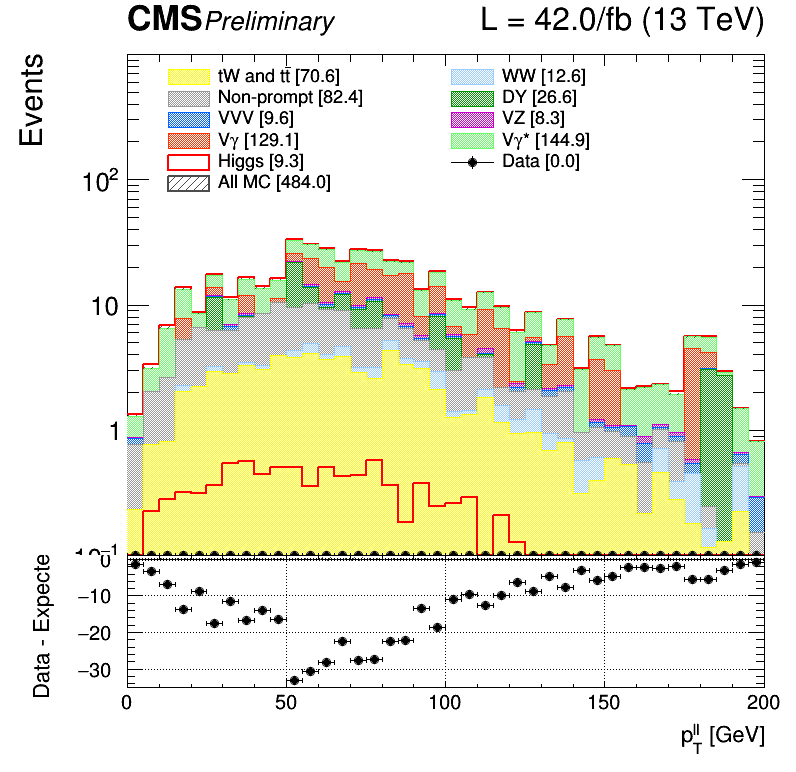 CMS Preliminary L = 42.0/fb (13 TeV)
Events
tW and tt̄ [70.6] WW [12.6]
Non-prompt [82.4] DY [26.6]
VVV [9.6] VZ [8.3]
Vγ [129.1] Vγ* [144.9]
Higgs [9.3] Data [0.0]
All MC [484.0]
10²
10
1
Data - Expecte
0
−10
−20
−30
0 50 100 150 200
p_T^ll [GeV]